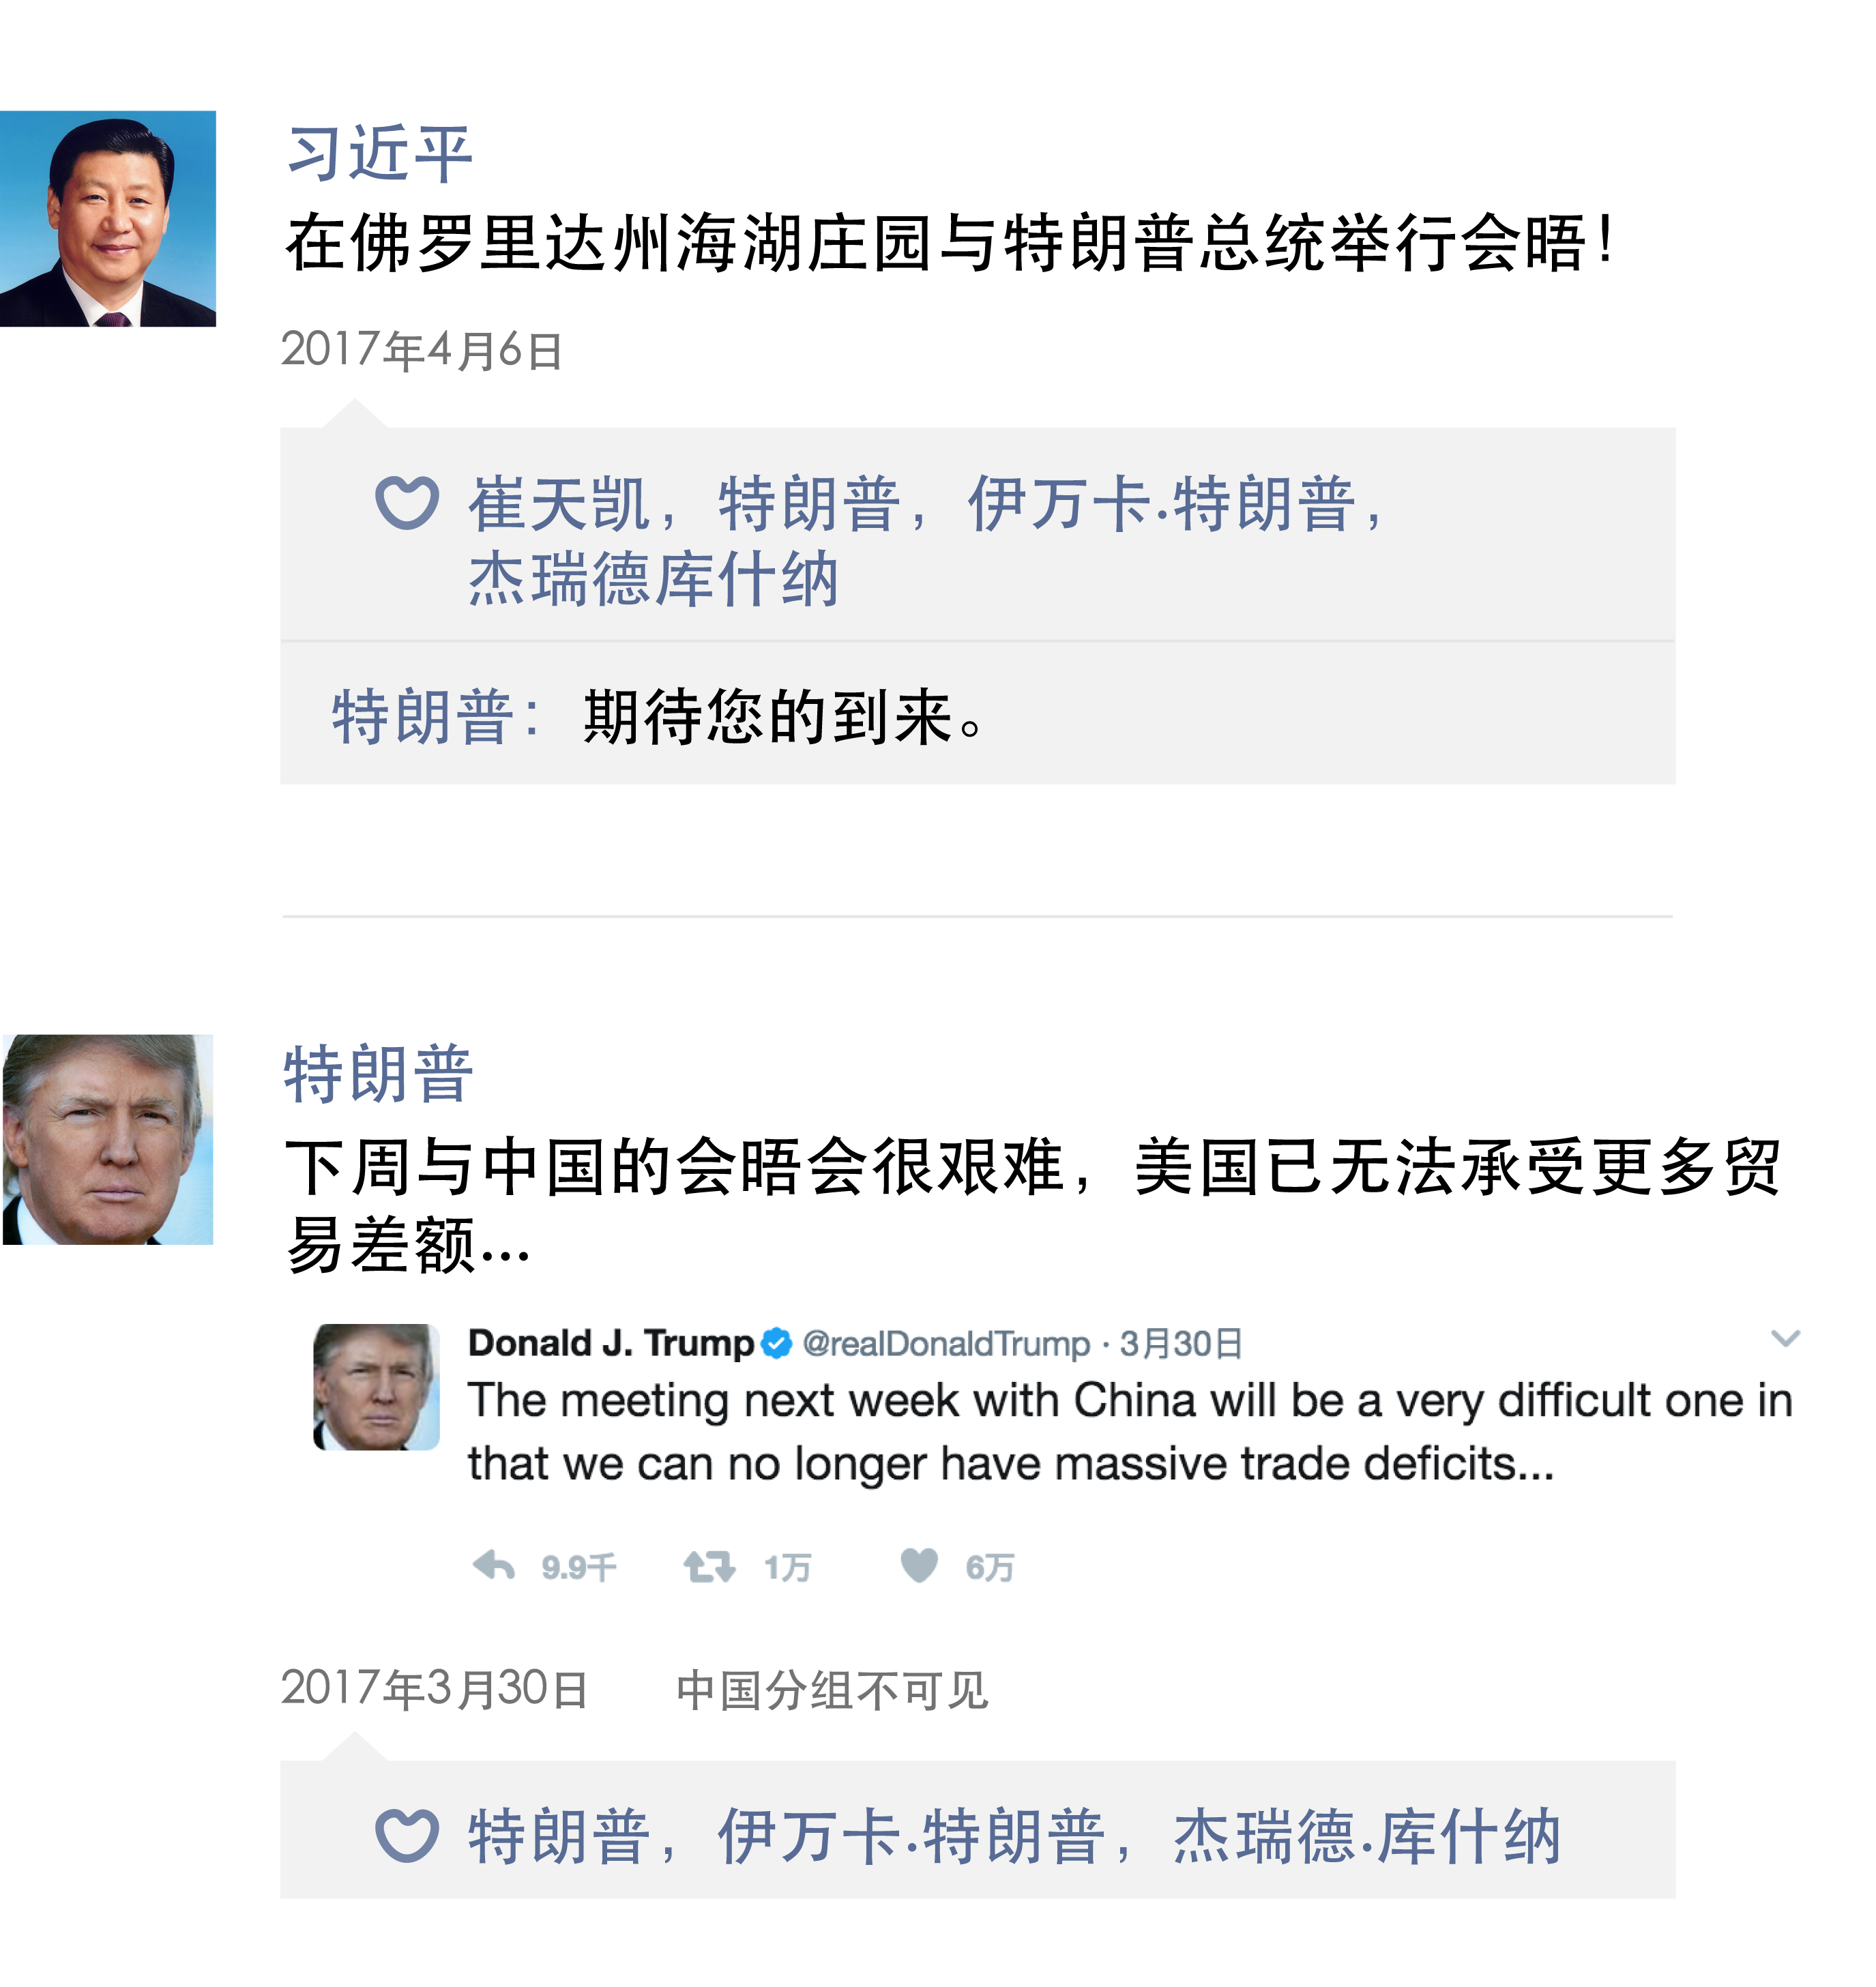 习近平
在佛罗里达州海湖庄园与特朗普总统举行会晤！
2017年4月6日
崔天凯，特朗普，伊万卡·特朗普，
杰瑞德库什纳
特朗普：期待您的到来。
特朗普
下周与中国的会晤会很艰难，美国已无法承受更多贸
易差额...
Donald J. Trump @realDonaldTrump · 3月30日
The meeting next week with China will be a very difficult one in
that we can no longer have massive trade deficits...
9.9千 1万 6万
2017年3月30日 中国分组不可见
特朗普，伊万卡·特朗普，杰瑞德·库什纳